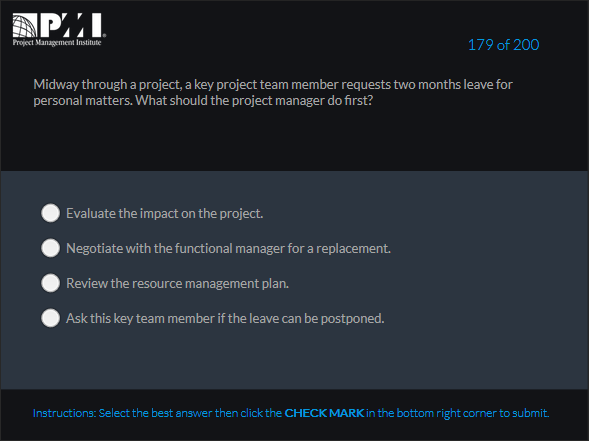 PMI
Project Management Institute
179 of 200
Midway through a project, a key project team member requests two months leave for
personal matters. What should the project manager do first?
Evaluate the impact on the project.
Negotiate with the functional manager for a replacement.
Review the resource management plan.
Ask this key team member if the leave can be postponed.
Instructions: Select the best answer then click the CHECK MARK in the bottom right corner to submit.